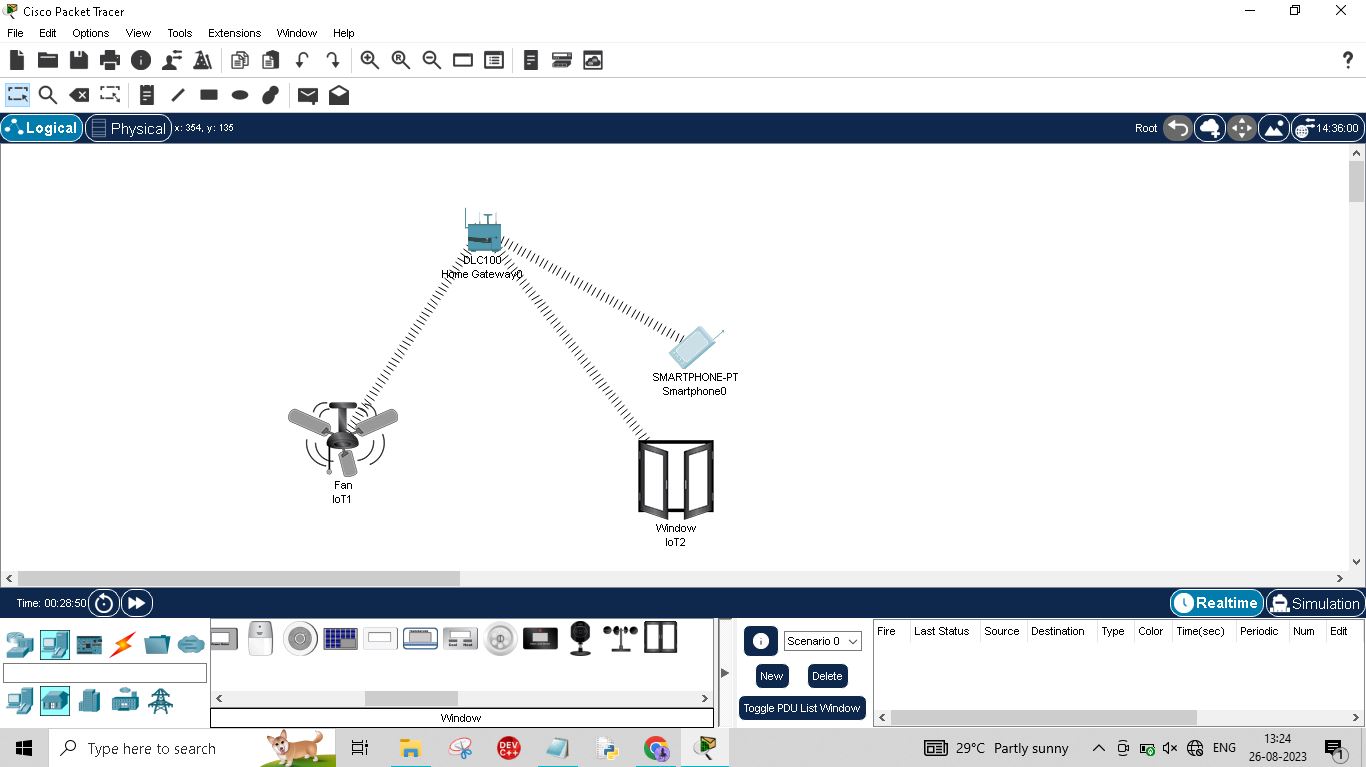 Cisco Packet Tracer
File Edit Options View Tools Extensions Window Help
Logical Physical x: 354, y: 135 Root 14:36:00
DLC100
Home Gateway0
SMARTPHONE-PT
Smartphone0
Fan
IoT1
Window
IoT2
Time: 00:28:50 Realtime Simulation
Scenario 0
New Delete
Toggle PDU List Window
Fire Last Status Source Destination Type Color Time(sec) Periodic Num Edit
Window
Type here to search
DEV
C++
29°C Partly sunny
ENG
13:24
26-08-2023
1